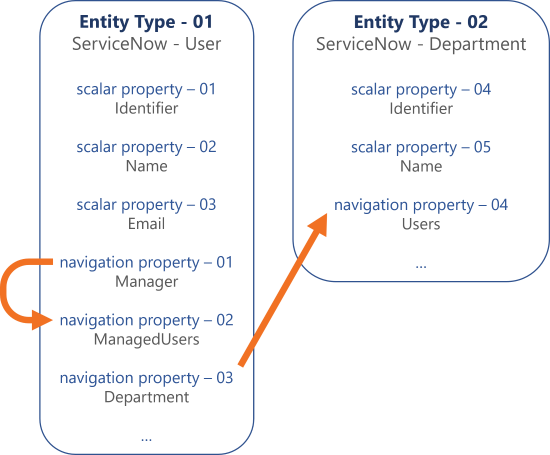 Entity Type - 01
ServiceNow - User
scalar property – 01
Identifier
scalar property – 02
Name
scalar property – 03
Email
navigation property – 01
Manager
navigation property – 02
ManagedUsers
navigation property – 03
Department
...
Entity Type - 02
ServiceNow - Department
scalar property – 04
Identifier
scalar property – 05
Name
navigation property – 04
Users
...